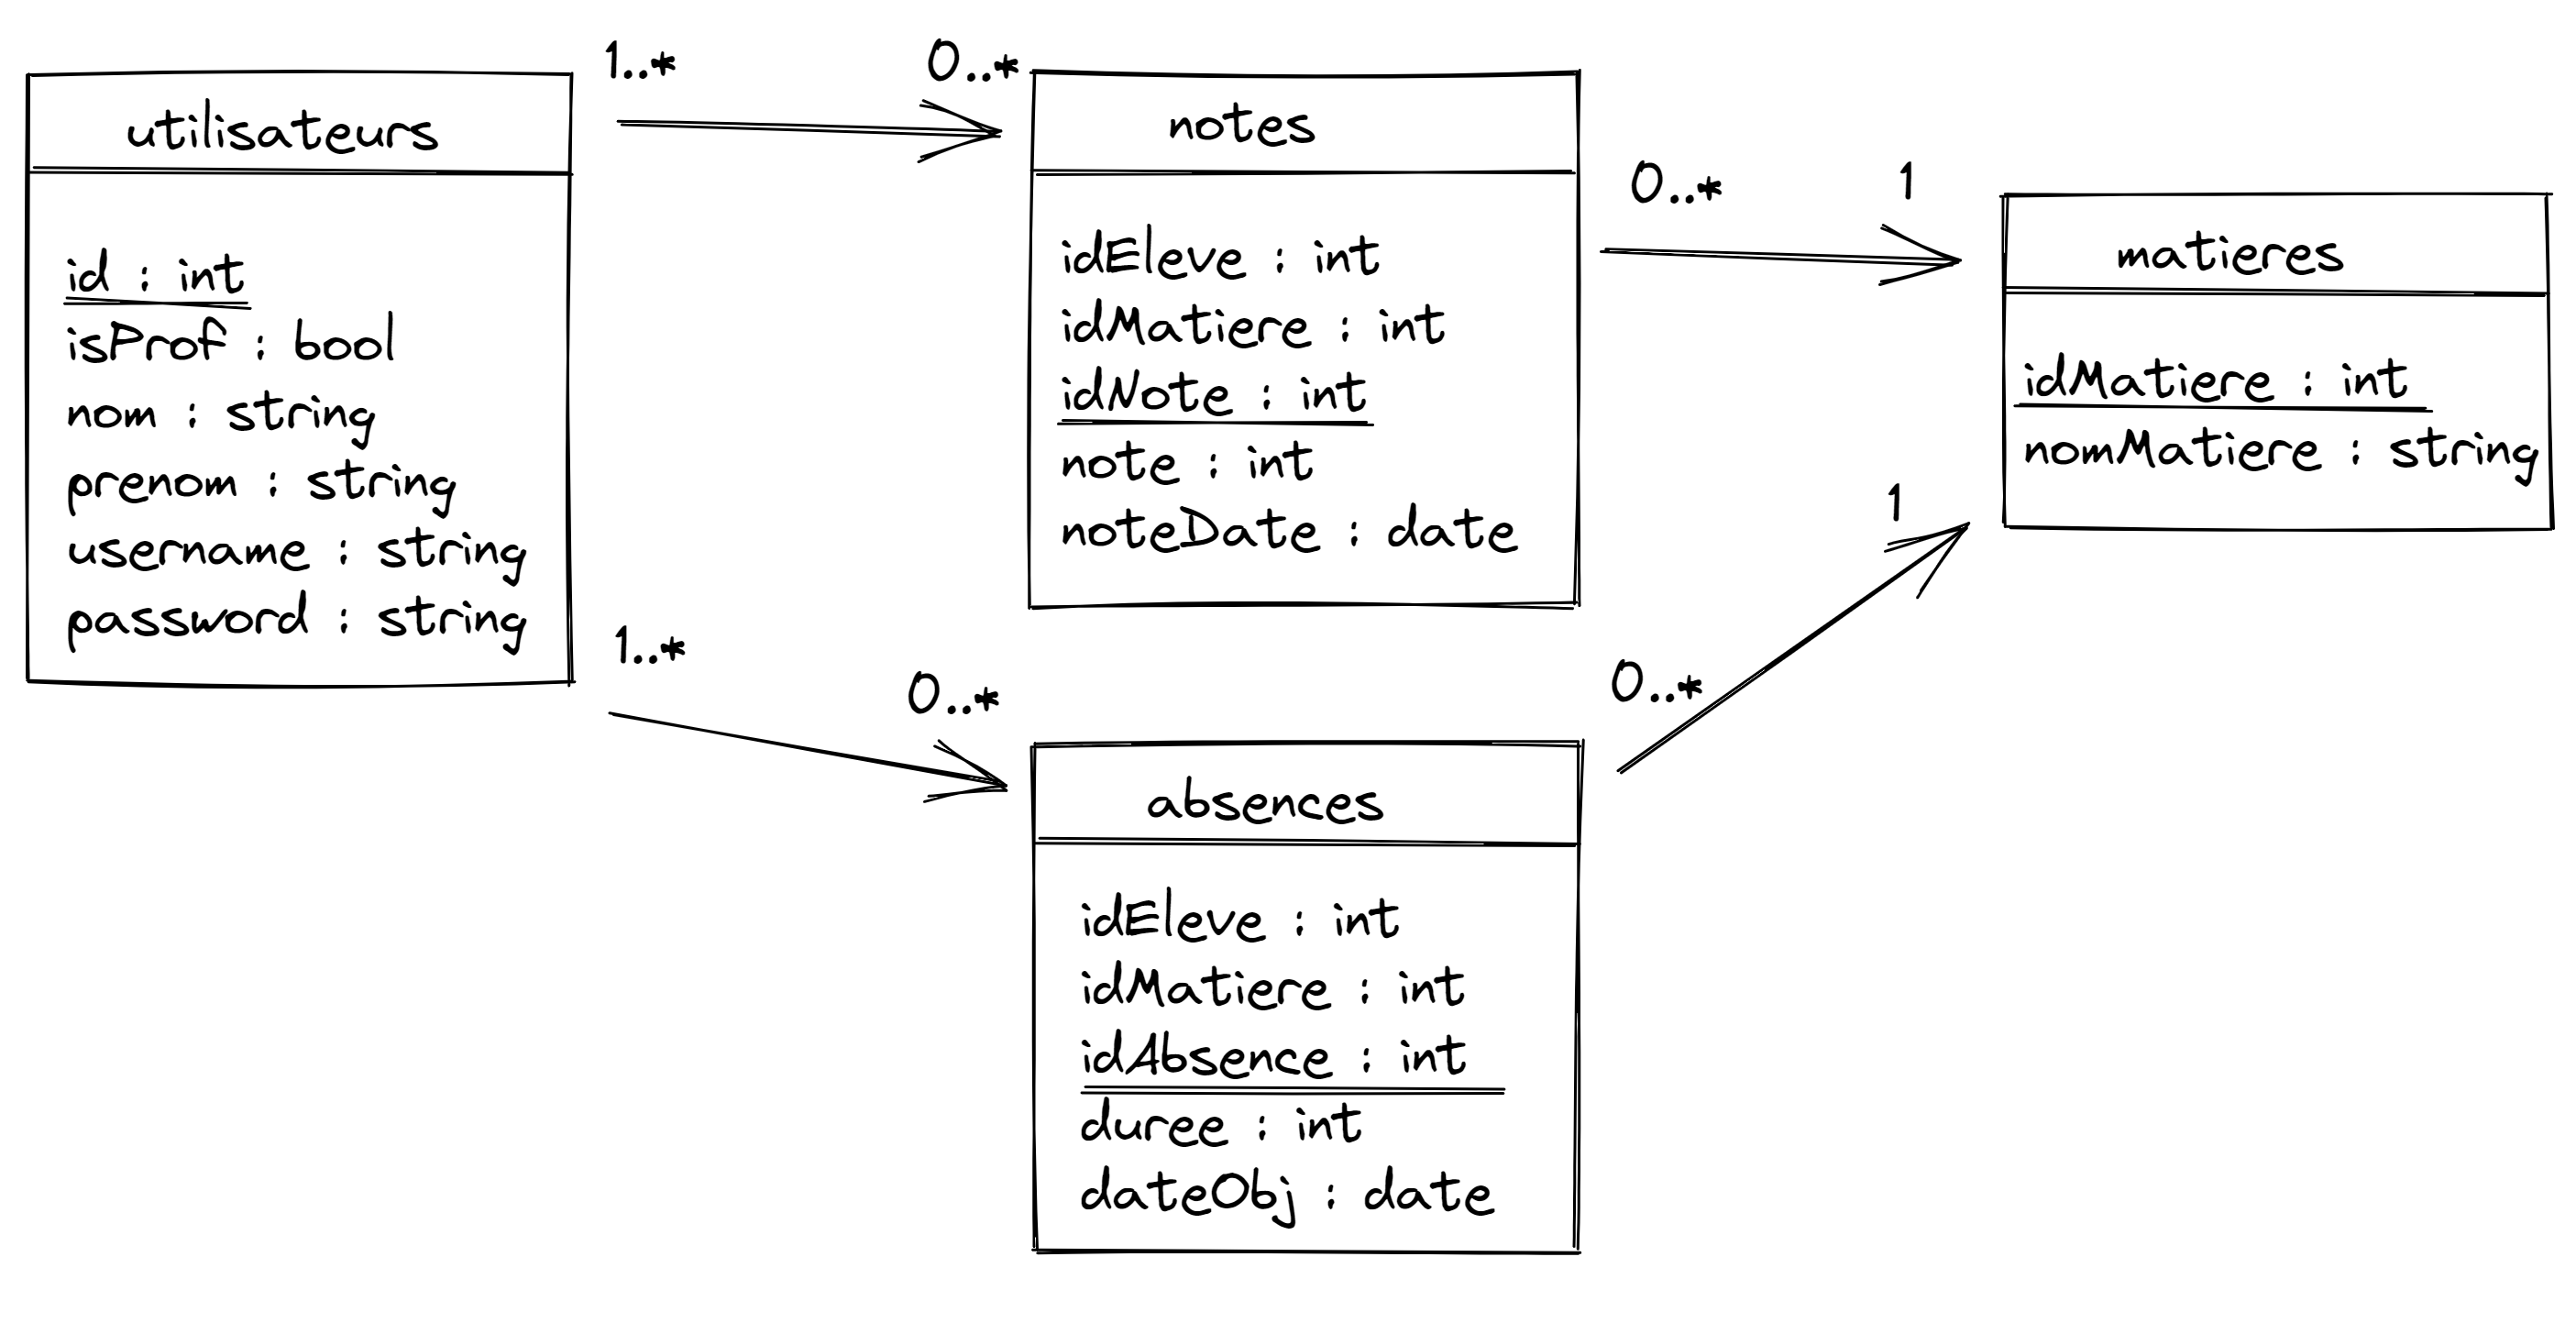 utilisateurs
id : int
isProf : bool
nom : string
prenom : string
username : string
password : string
1..*
0..*
notes
idEleve : int
idMatiere : int
idNote : int
note : int
noteDate : date
0..*
1
matieres
idMatiere : int
nomMatiere : string
1..*
0..*
absences
idEleve : int
idMatiere : int
idAbsence : int
duree : int
dateObj : date
0..*
1